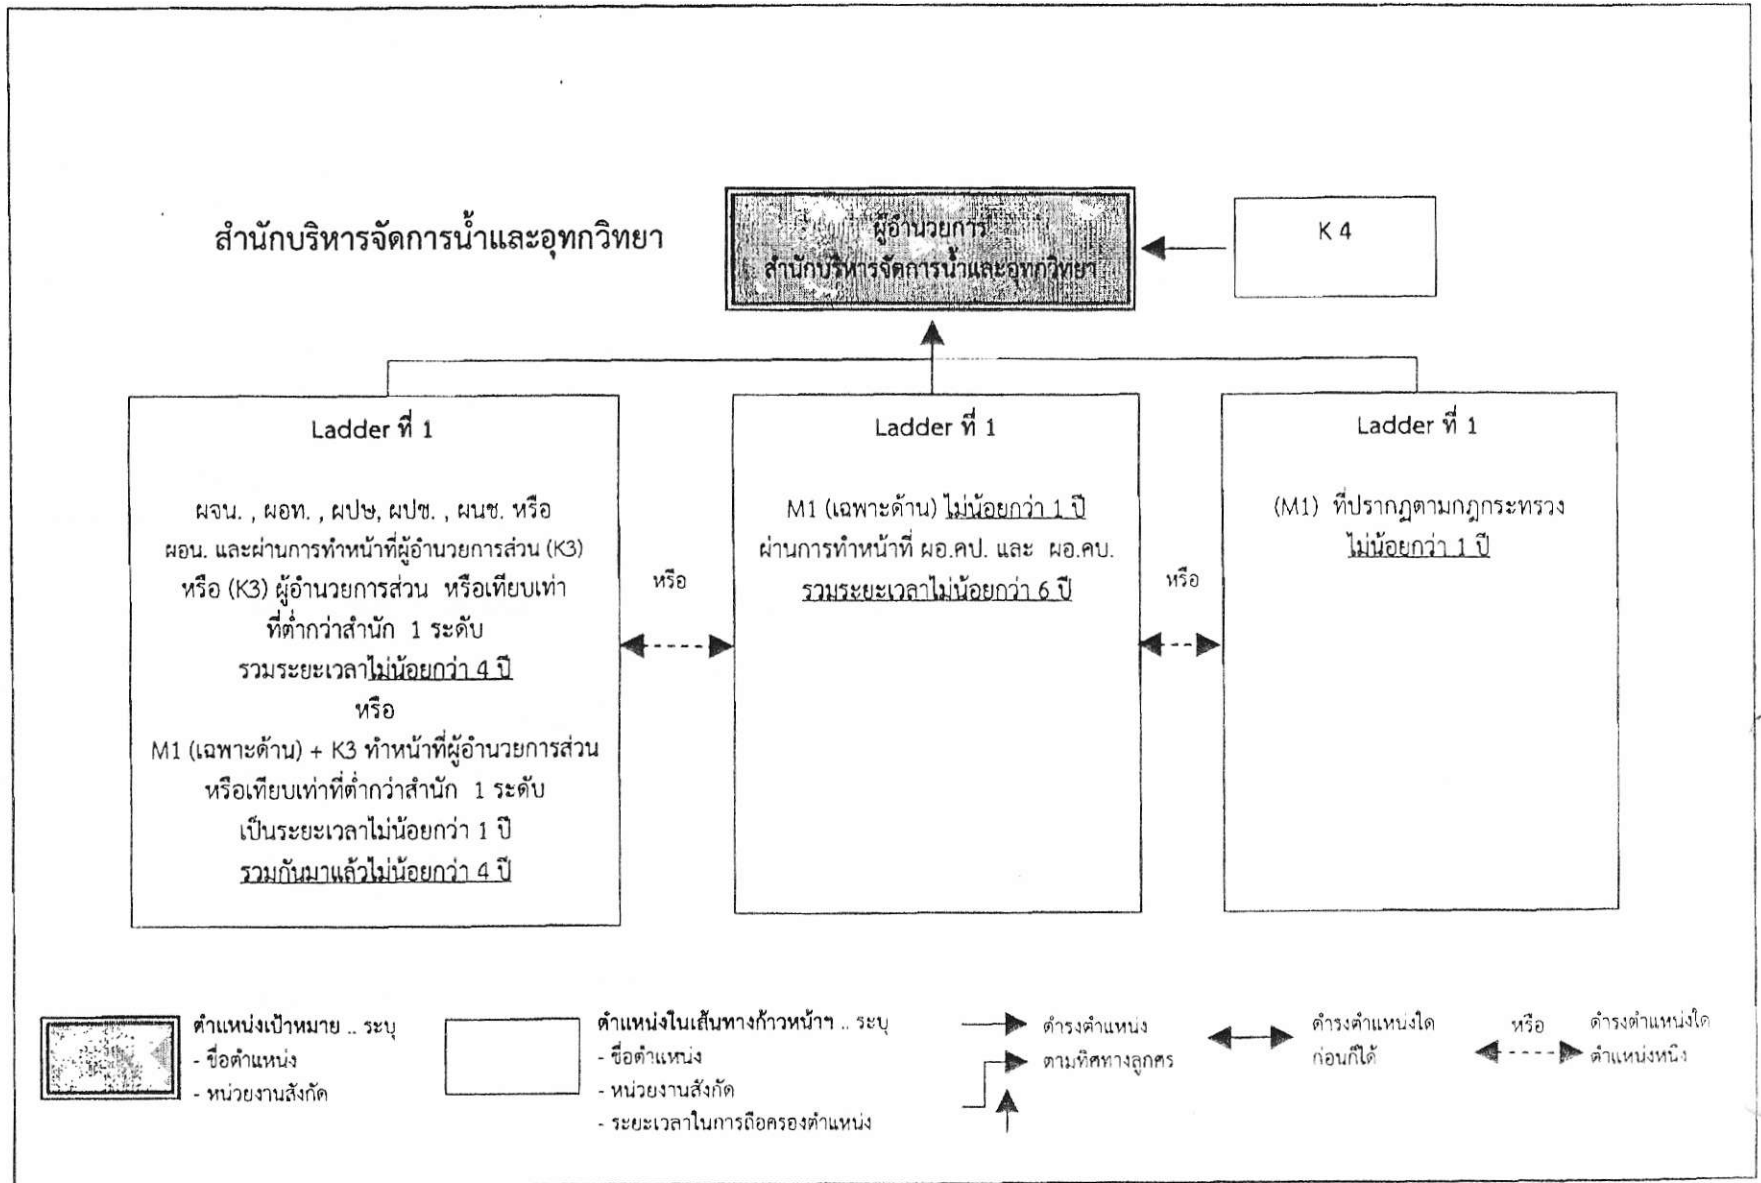 สำนักบริหารจัดการน้ำและอุทกวิทยา
ผู้อำนวยการ
สำนักบริหารจัดการน้ำและอุทกวิทยา
K 4
Ladder ที่ 1
ผจน. , ผอท. , ผปษ, ผปช. , ผนช. หรือ
ผอน. และผ่านการทำหน้าที่ผู้อำนวยการส่วน (K3)
หรือ (K3) ผู้อำนวยการส่วน หรือเทียบเท่า
ที่ต่ำกว่าสำนัก 1 ระดับ
รวมระยะเวลาไม่น้อยกว่า 4 ปี
หรือ
M1 (เฉพาะด้าน) + K3 ทำหน้าที่ผู้อำนวยการส่วน
หรือเทียบเท่าที่ต่ำกว่าสำนัก 1 ระดับ
เป็นระยะเวลาไม่น้อยกว่า 1 ปี
รวมกันมาแล้วไม่น้อยกว่า 4 ปี
หรือ
Ladder ที่ 1
M1 (เฉพาะด้าน) ไม่น้อยกว่า 1 ปี
ผ่านการทำหน้าที่ ผอ.คป. และ ผอ.คบ.
รวมระยะเวลาไม่น้อยกว่า 6 ปี
หรือ
Ladder ที่ 1
(M1) ที่ปรากฏตามกฎกระทรวง
ไม่น้อยกว่า 1 ปี
ตำแหน่งเป้าหมาย .. ระบุ
- ชื่อตำแหน่ง
- หน่วยงานสังกัด
ตำแหน่งในเส้นทางก้าวหน้าฯ .. ระบุ
- ชื่อตำแหน่ง
- หน่วยงานสังกัด
- ระยะเวลาในการถือครองตำแหน่ง
ดำรงตำแหน่ง
ตามทิศทางลูกศร
ดำรงตำแหน่งใด
ก่อนก็ได้
หรือ
ดำรงตำแหน่งใด
ตำแหน่งหนึ่ง